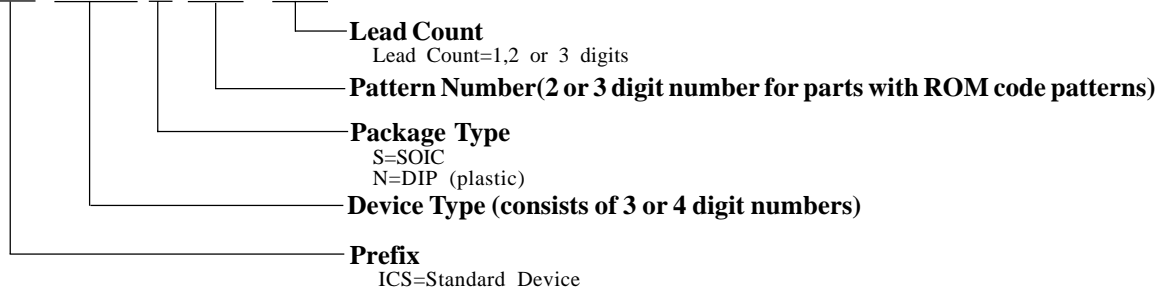 Lead Count
Lead Count=1,2 or 3 digits
Pattern Number(2 or 3 digit number for parts with ROM code patterns)
Package Type
S=SOIC
N=DIP (plastic)
Device Type (consists of 3 or 4 digit numbers)
Prefix
ICS=Standard Device